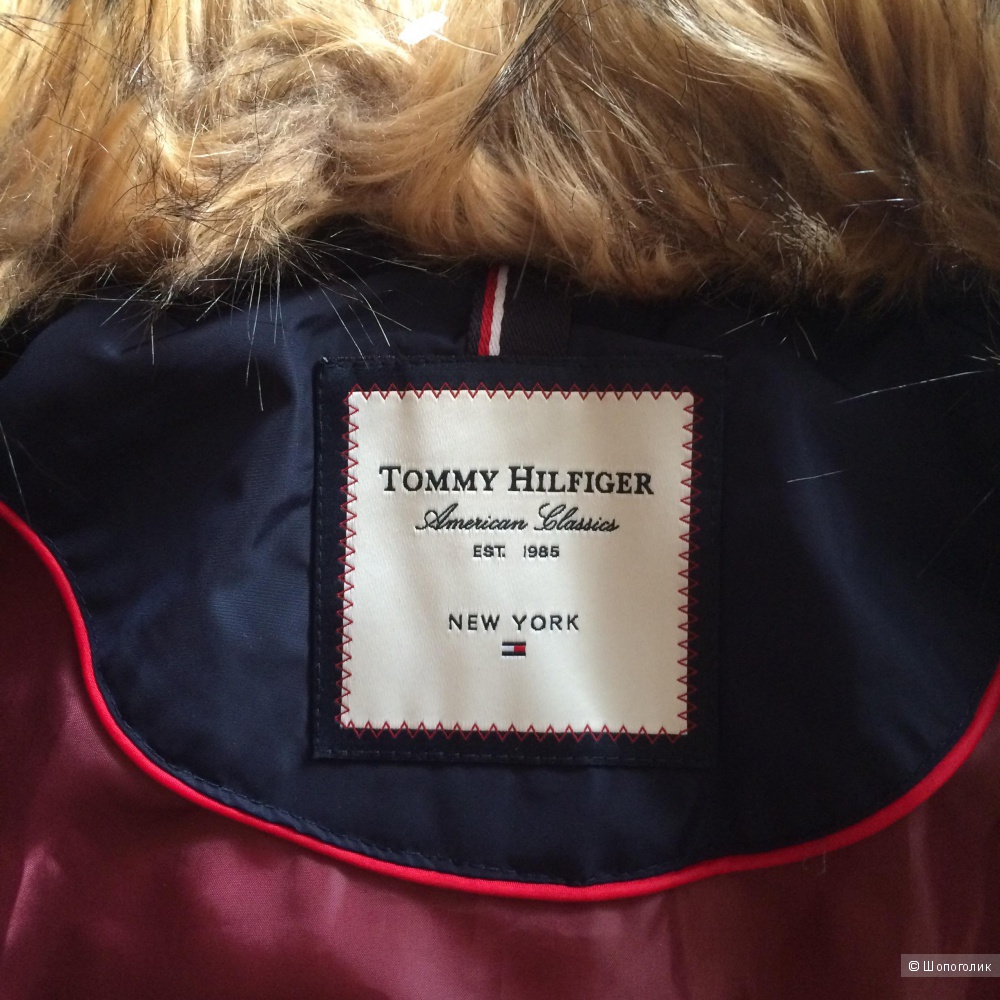 TOMMY HILFIGER
American Classics
EST. 1985
NEW YORK
© Шопоголик